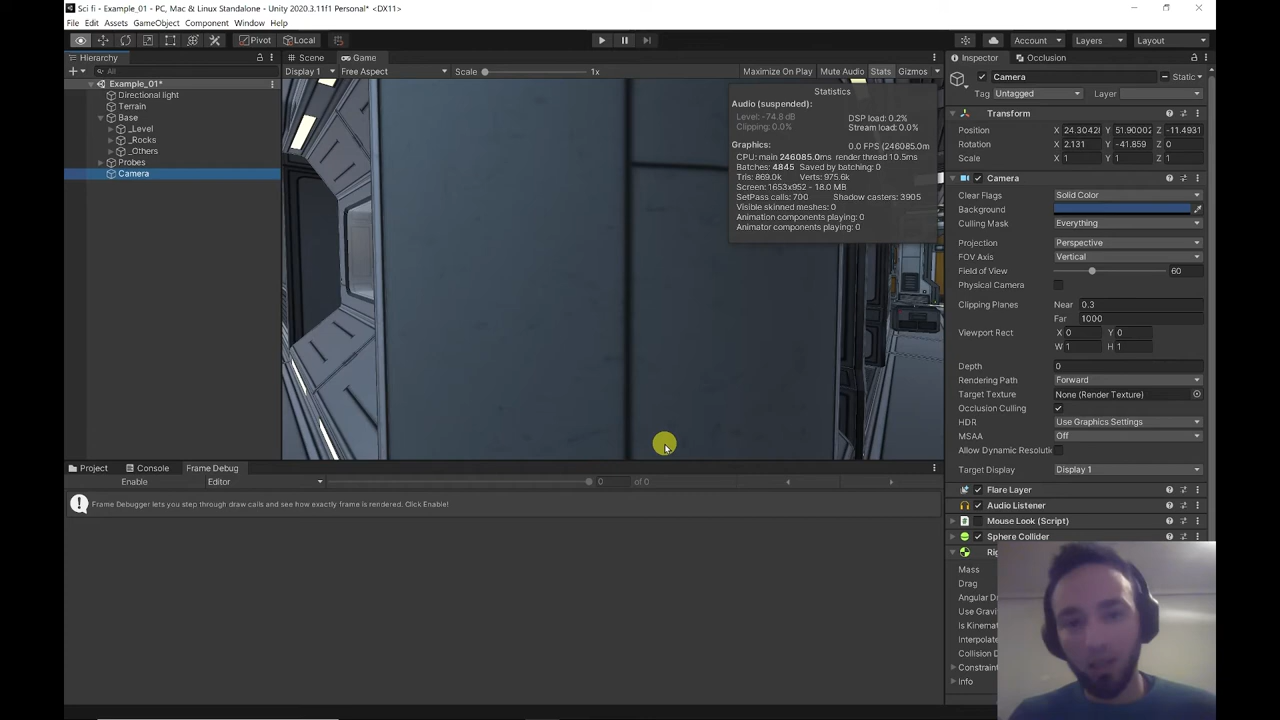 Sci fi - Example_01 - PC, Mac & Linux Standalone - Unity 2020.3.11f1 Personal* <DX11>
File Edit Assets GameObject Component Window Help
Pivot Local Account Layers Layout
Hierarchy
All
Example_01*
Directional light
Terrain
Base
_Level
_Rocks
_Others
Probes
Camera
Scene Game
Display 1 Free Aspect Scale 1x Maximize On Play Mute Audio Stats Gizmos
Statistics
Audio (suspended):
Level: -74.8 dB DSP load: 0.2%
Clipping: 0.0% Stream load: 0.0%
Graphics: 0.0 FPS (246085.0m
CPU: main 246085.0ms render thread 10.5ms
Batches: 4845 Saved by batching: 0
Tris: 869.0k Verts: 975.6k
Screen: 1653x952 - 18.0 MB
SetPass calls: 700 Shadow casters: 3905
Visible skinned meshes: 0
Animation components playing: 0
Animator components playing: 0
Project Console Frame Debug
Enable Editor 0 of 0
Frame Debugger lets you step through draw calls and see how exactly frame is rendered. Click Enable!
Inspector Occlusion
Camera Static
Tag Untagged Layer
Transform
Position X 24.30428 Y 51.90002 Z -11.4931
Rotation X 2.131 Y -41.859 Z 0
Scale X 1 Y 1 Z 1
Camera
Clear Flags Solid Color
Background
Culling Mask Everything
Projection Perspective
FOV Axis Vertical
Field of View 60
Physical Camera
Clipping Planes Near 0.3
Far 1000
Viewport Rect X 0 Y 0
W 1 H 1
Depth 0
Rendering Path Forward
Target Texture None (Render Texture)
Occlusion Culling
HDR Use Graphics Settings
MSAA Off
Allow Dynamic Resoluti
Target Display Display 1
Flare Layer
Audio Listener
Mouse Look (Script)
Sphere Collider
Rig
Mass
Drag
Angular D
Use Gravi
Is Kinema
Interpolate
Collision D
Constraint
Info